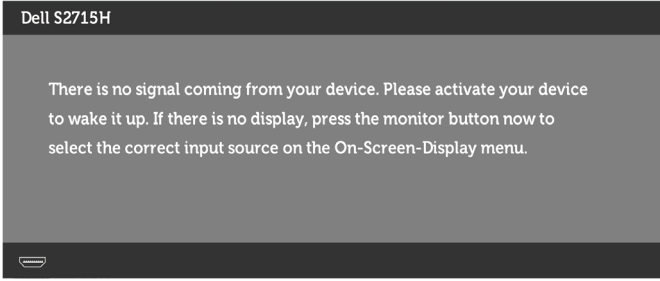 Dell S2715H
There is no signal coming from your device. Please activate your device
to wake it up. If there is no display, press the monitor button now to
select the correct input source on the On-Screen-Display menu.